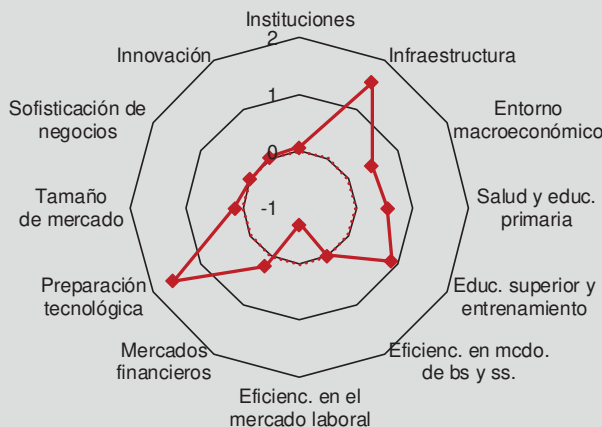 Instituciones
2
Innovación
Infraestructura
1
Sofisticación de
negocios
Entorno
macroeconómico
0
Tamaño
de mercado
-1
Salud y educ.
primaria
Preparación
tecnológica
Educ. superior y
entrenamiento
Mercados
financieros
Eficienc. en mcdo.
de bs y ss.
Eficienc. en el
mercado laboral